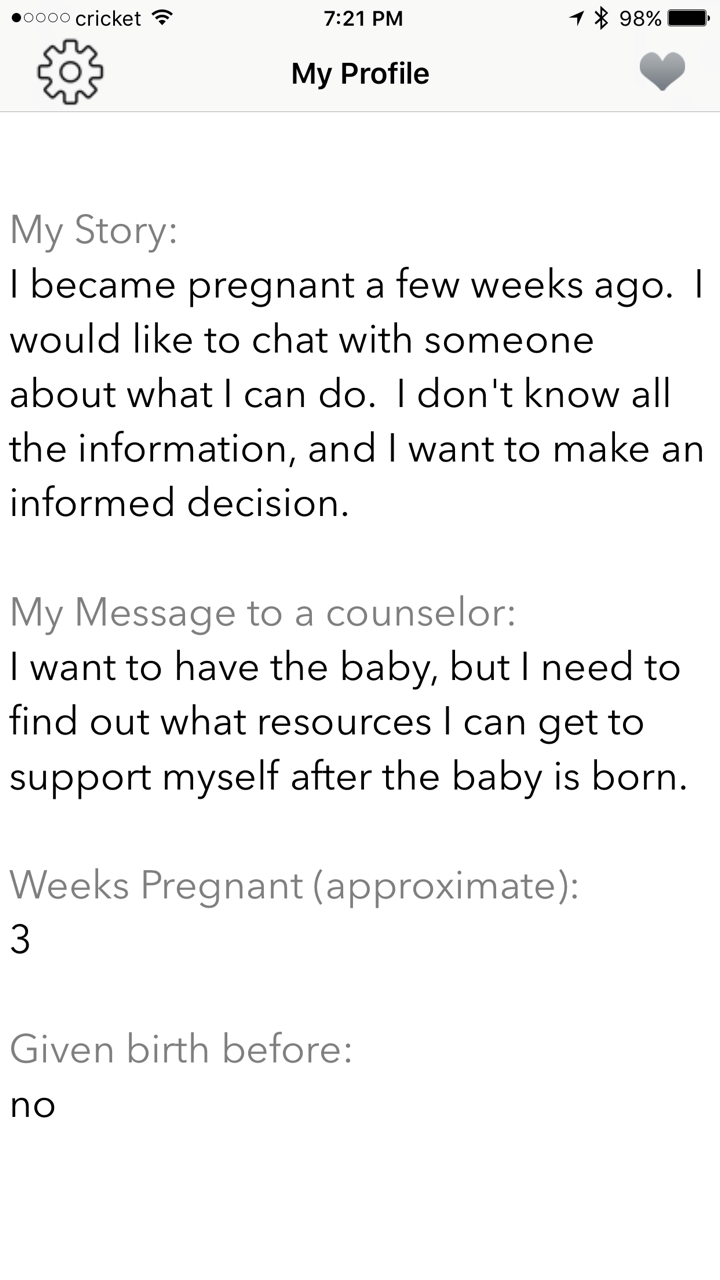 cricket 7:21 PM 98%
My Profile
My Story:
I became pregnant a few weeks ago.  I
would like to chat with someone
about what I can do.  I don't know all
the information, and I want to make an
informed decision.
My Message to a counselor:
I want to have the baby, but I need to
find out what resources I can get to
support myself after the baby is born.
Weeks Pregnant (approximate):
3
Given birth before:
no